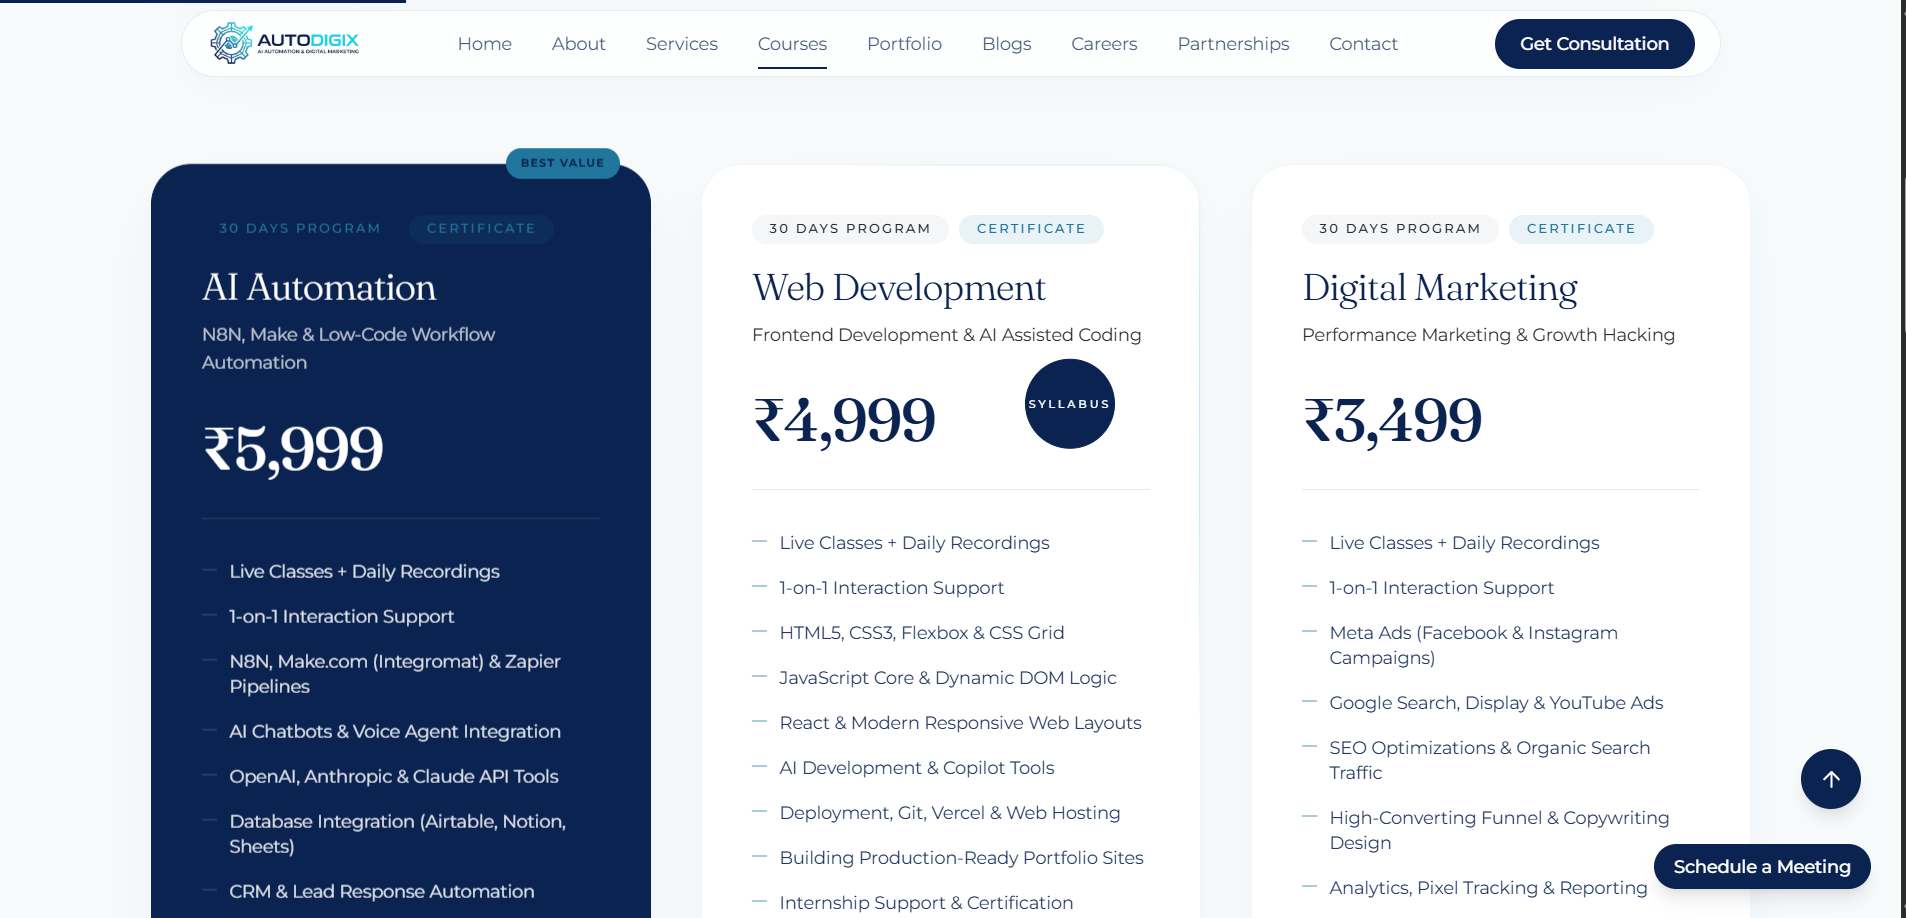 AUTODIGIX
AI AUTOMATION & DIGITAL MARKETING
Home
About
Services
Courses
Portfolio
Blogs
Careers
Partnerships
Contact
Get Consultation
BEST VALUE
30 DAYS PROGRAM
CERTIFICATE
AI Automation
N8N, Make & Low-Code Workflow
Automation
₹5,999
Live Classes + Daily Recordings
1-on-1 Interaction Support
N8N, Make.com (Integromat) & Zapier
Pipelines
AI Chatbots & Voice Agent Integration
OpenAI, Anthropic & Claude API Tools
Database Integration (Airtable, Notion,
Sheets)
CRM & Lead Response Automation
30 DAYS PROGRAM
CERTIFICATE
Web Development
Frontend Development & AI Assisted Coding
₹4,999
SYLLABUS
Live Classes + Daily Recordings
1-on-1 Interaction Support
HTML5, CSS3, Flexbox & CSS Grid
JavaScript Core & Dynamic DOM Logic
React & Modern Responsive Web Layouts
AI Development & Copilot Tools
Deployment, Git, Vercel & Web Hosting
Building Production-Ready Portfolio Sites
Internship Support & Certification
30 DAYS PROGRAM
CERTIFICATE
Digital Marketing
Performance Marketing & Growth Hacking
₹3,499
Live Classes + Daily Recordings
1-on-1 Interaction Support
Meta Ads (Facebook & Instagram
Campaigns)
Google Search, Display & YouTube Ads
SEO Optimizations & Organic Search
Traffic
High-Converting Funnel & Copywriting
Design
Analytics, Pixel Tracking & Reporting
Schedule a Meeting